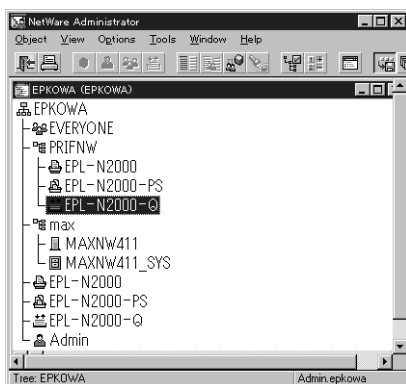 NetWare Administrator
Object View Options Tools Window Help
EPKOWA (EPKOWA)
EPKOWA
EVERYONE
PRIFNW
EPL-N2000
EPL-N2000-PS
EPL-N2000-Q
max
MAXNW411
MAXNW411_SYS
EPL-N2000
EPL-N2000-PS
EPL-N2000-Q
Admin
Tree: EPKOWA Admin.epkowa